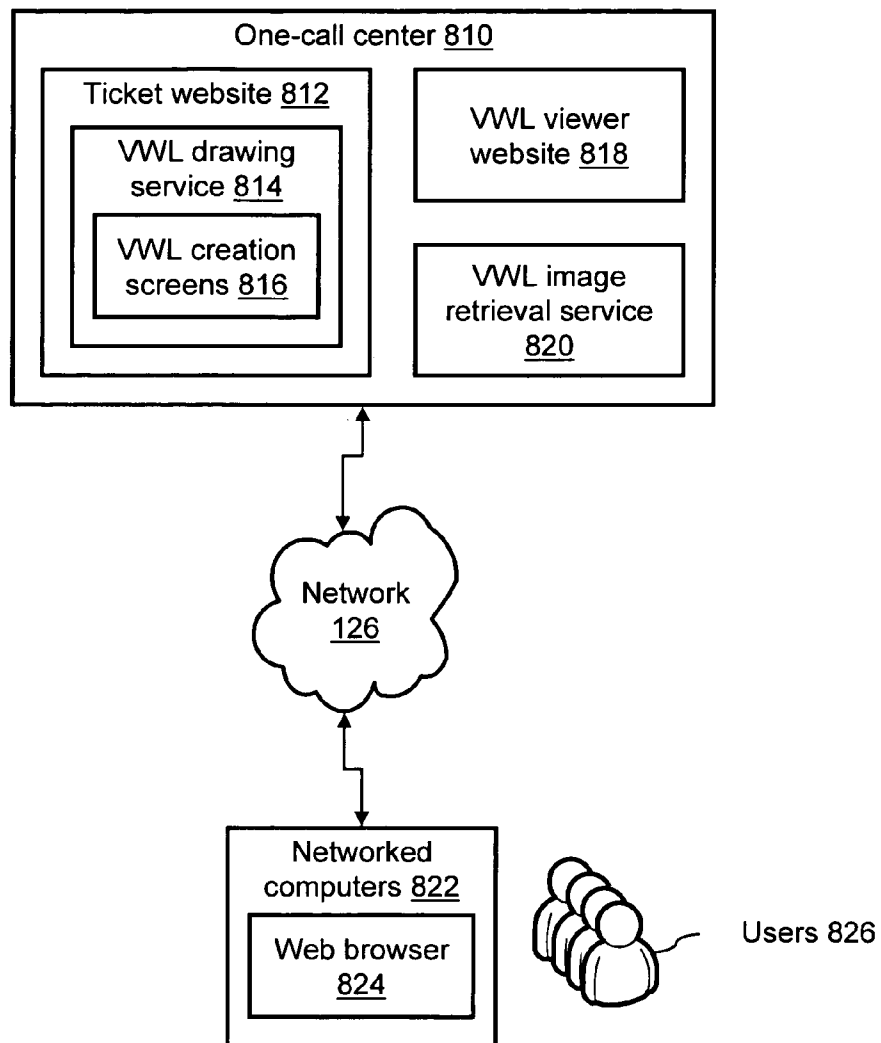 One-call center 810
Ticket website 812
VWL drawing
service 814
VWL creation
screens 816
VWL viewer
website 818
VWL image
retrieval service
820
Network
126
Networked
computers 822
Web browser
824
Users 826